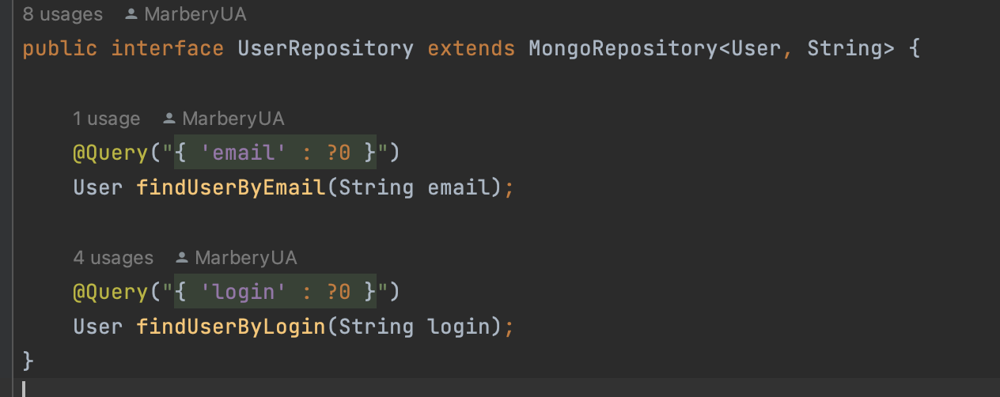 8 usages MarberyUA
public interface UserRepository extends MongoRepository<User, String> {
1 usage MarberyUA
@Query("{ 'email' : ?0 }")
User findUserByEmail(String email);
4 usages MarberyUA
@Query("{ 'login' : ?0 }")
User findUserByLogin(String login);
}